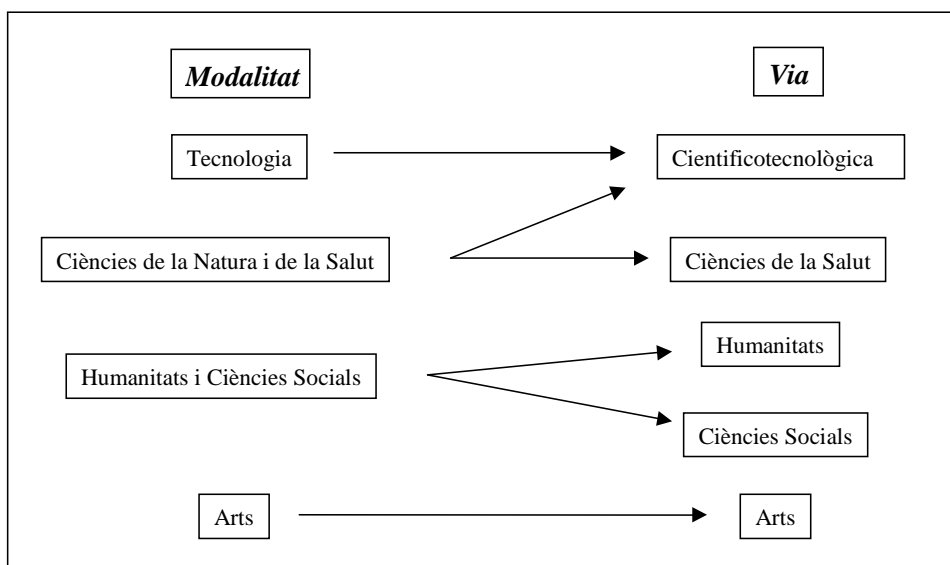 Modalitat
Via
Tecnologia
Cientificotecnològica
Ciències de la Natura i de la Salut
Ciències de la Salut
Humanitats
Humanitats i Ciències Socials
Ciències Socials
Arts
Arts